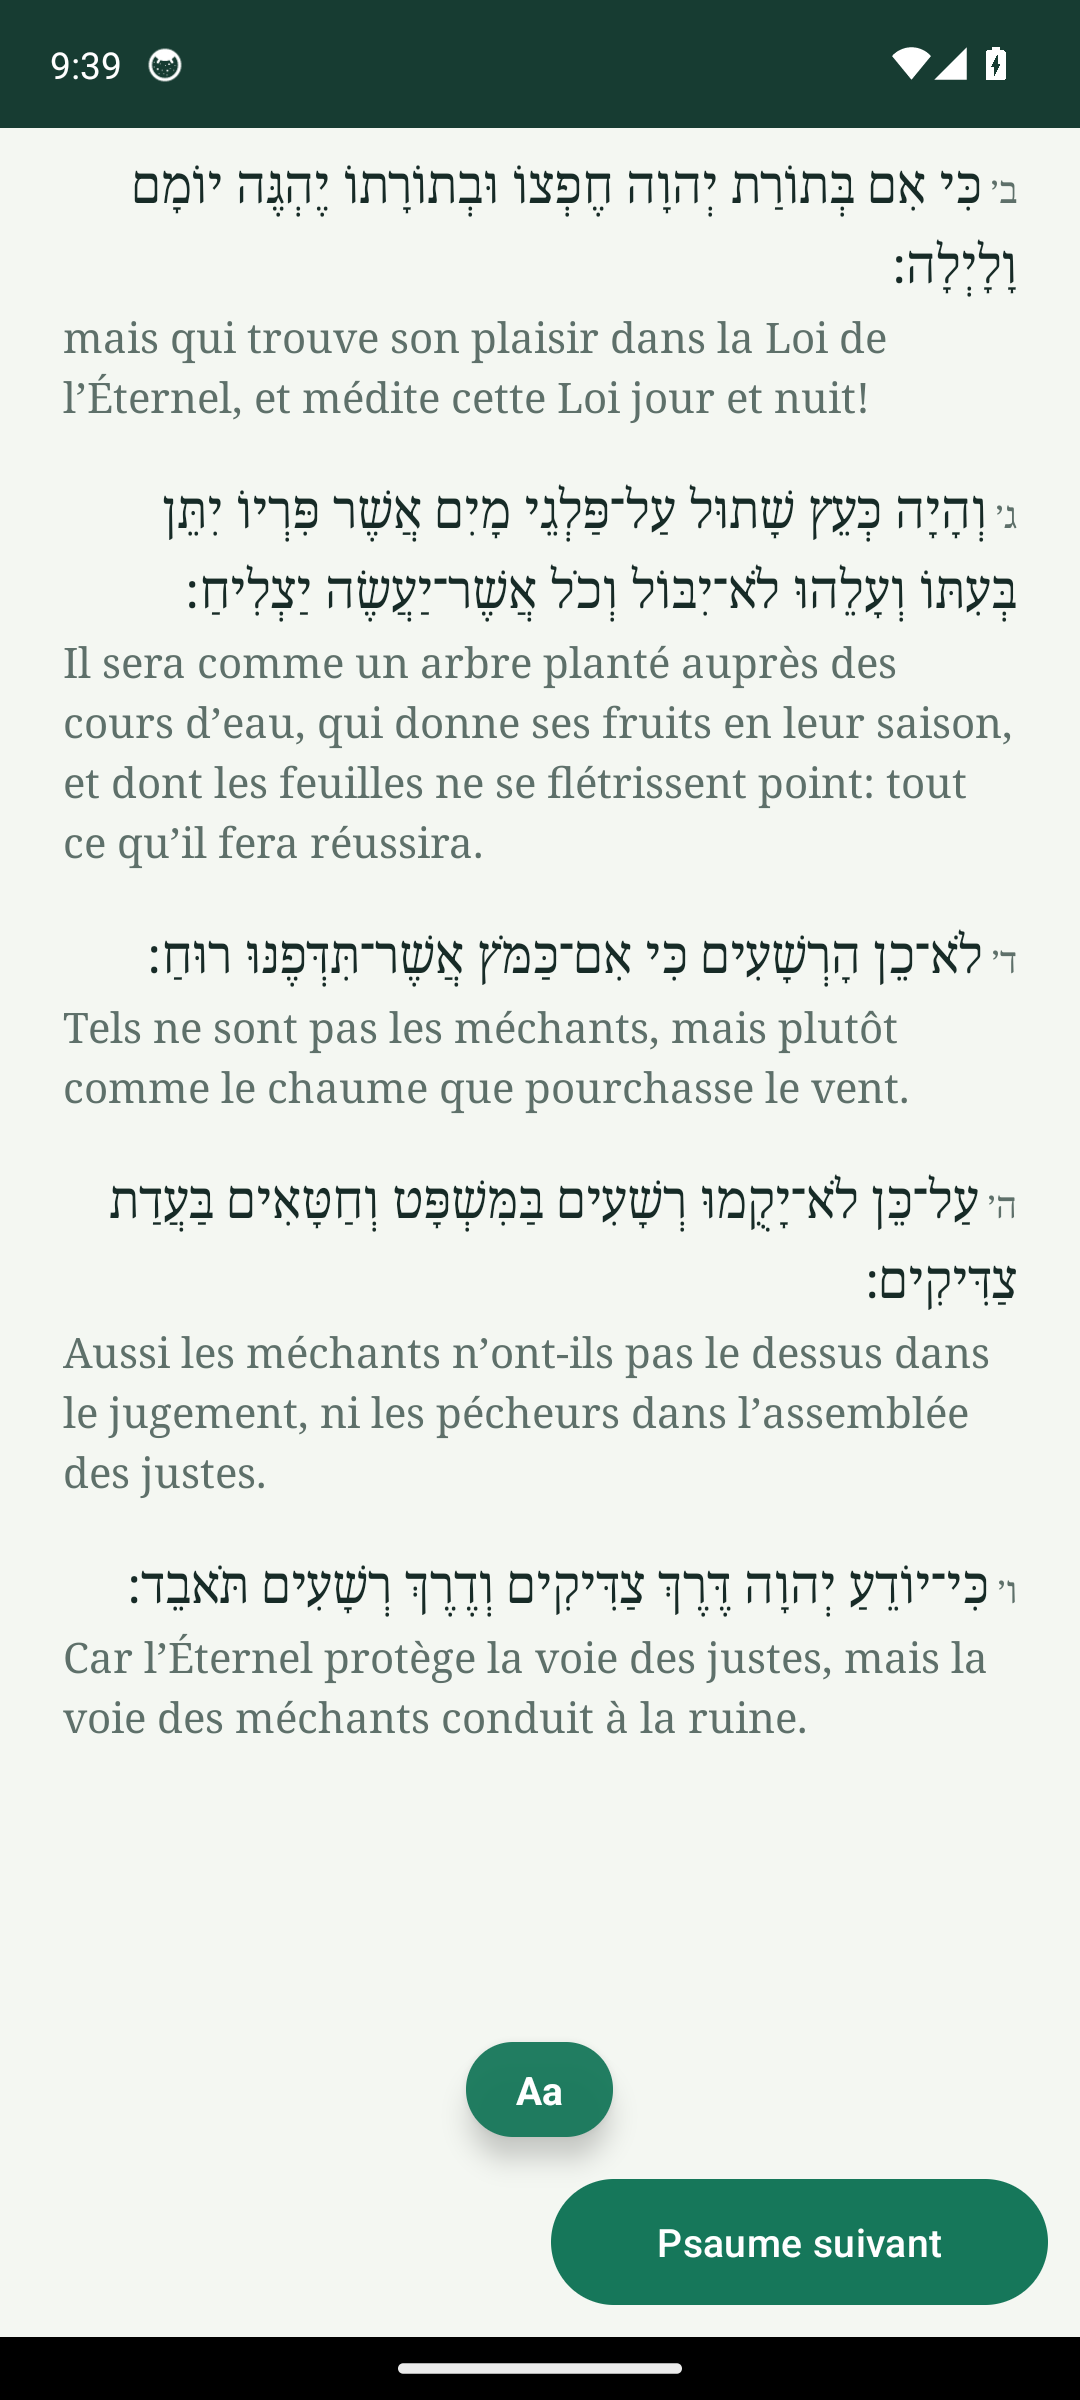 9:39
ב’ כִּי אִם בְּתוֹרַת יְהוָה חֶפְצוֹ וּבְתוֹרָתוֹ יֶהְגֶּה יוֹמָם
וָלָיְלָה׃
mais qui trouve son plaisir dans la Loi de
l’Éternel, et médite cette Loi jour et nuit!
ג’ וְהָיָה כְּעֵץ שָׁתוּל עַל־פַּלְגֵי מָיִם אֲשֶׁר פִּרְיוֹ יִתֵּן
בְּעִתּוֹ וְעָלֵהוּ לֹא־יִבּוֹל וְכֹל אֲשֶׁר־יַעֲשֶׂה יַצְלִיחַ׃
Il sera comme un arbre planté auprès des
cours d’eau, qui donne ses fruits en leur saison,
et dont les feuilles ne se flétrissent point: tout
ce qu’il fera réussira.
ד’ לֹא־כֵן הָרְשָׁעִים כִּי אִם־כַּמֹּץ אֲשֶׁר־תִּדְּפֶנּוּ רוּחַ׃
Tels ne sont pas les méchants, mais plutôt
comme le chaume que pourchasse le vent.
ה’ עַל־כֵּן לֹא־יָקֻמוּ רְשָׁעִים בַּמִּשְׁפָּט וְחַטָּאִים בַּעֲדַת
צַדִּיקִים׃
Aussi les méchants n’ont-ils pas le dessus dans
le jugement, ni les pécheurs dans l’assemblée
des justes.
ו’ כִּי־יוֹדֵעַ יְהוָה דֶּרֶךְ צַדִּיקִים וְדֶרֶךְ רְשָׁעִים תֹּאבֵד׃
Car l’Éternel protège la voie des justes, mais la
voie des méchants conduit à la ruine.
Aa
Psaume suivant